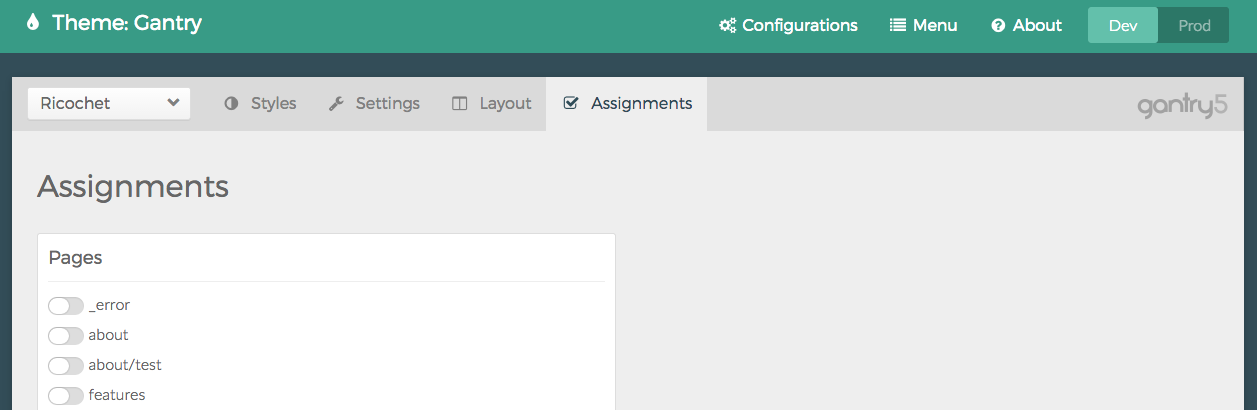 Theme: Gantry
Configurations Menu About Dev Prod
Ricochet Styles Settings Layout Assignments gantry5
Assignments
Pages
_error
about
about/test
features